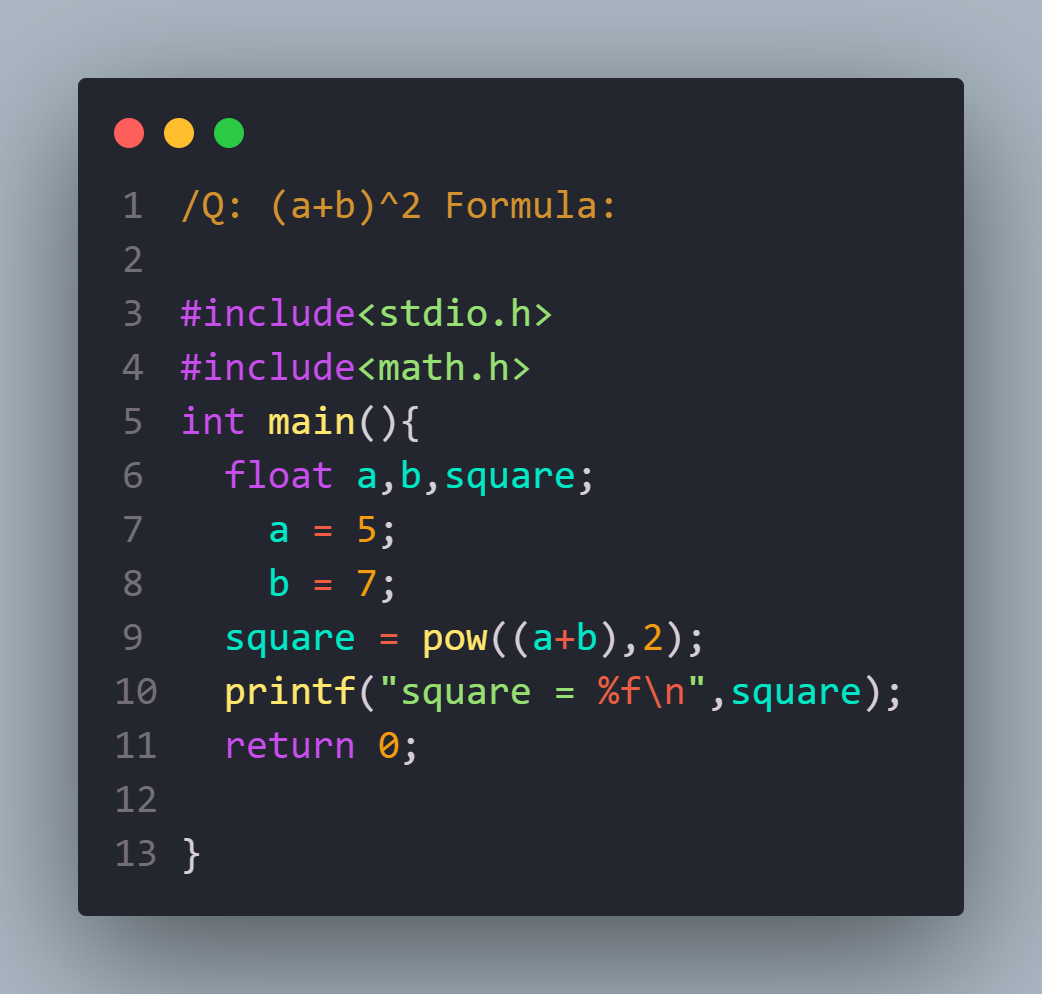 1 /Q: (a+b)^2 Formula:
2
3 #include<stdio.h>
4 #include<math.h>
5 int main(){
6   float a,b,square;
7     a = 5;
8     b = 7;
9   square = pow((a+b),2);
10   printf("square = %f\n",square);
11   return 0;
12
13 }